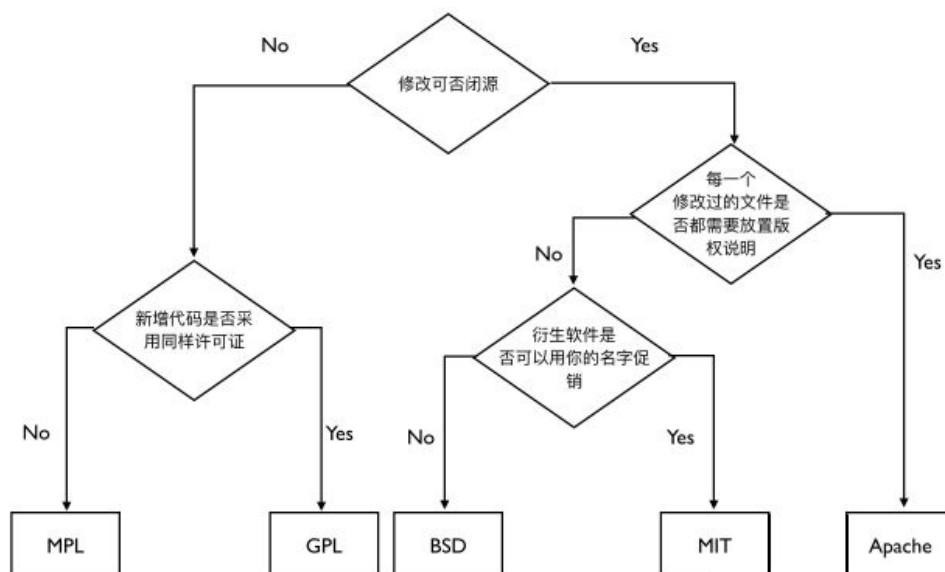 No
Yes
修改可否闭源
每一个
修改过的文件是
否都需要放置版
权说明
No
Yes
新增代码是否采
用同样许可证
衍生软件是
否可以用你的名字促
销
No
Yes
No
Yes
MPL
GPL
BSD
MIT
Apache